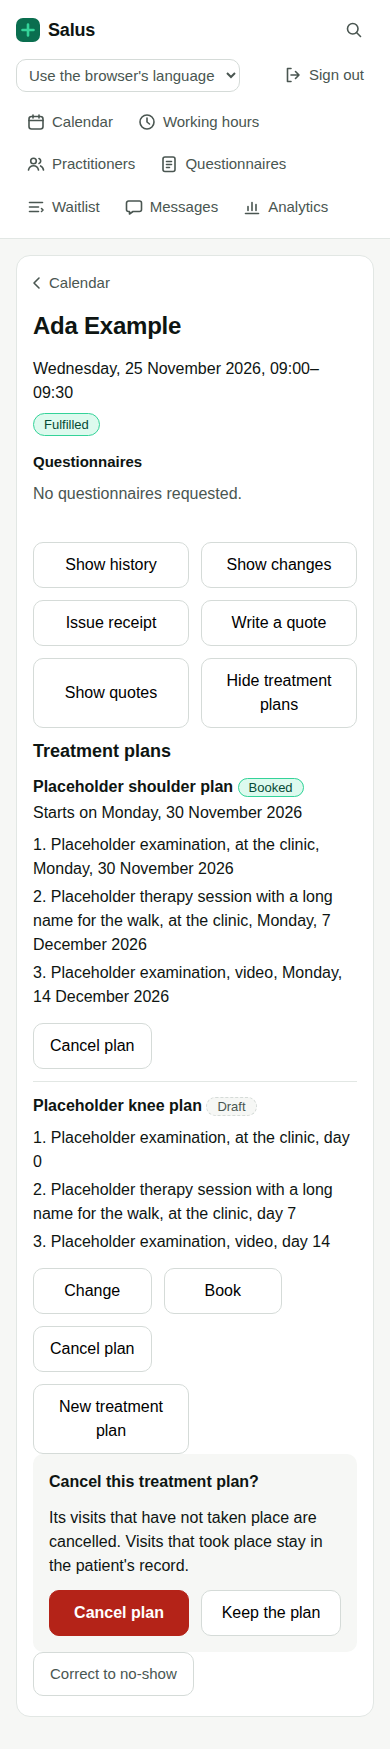 Salus
Use the browser's language
Sign out
Calendar
Working hours
Practitioners
Questionnaires
Waitlist
Messages
Analytics
Calendar
Ada Example
Wednesday, 25 November 2026, 09:00–
09:30
Fulfilled
Questionnaires
No questionnaires requested.
Show history
Show changes
Issue receipt
Write a quote
Show quotes
Hide treatment
plans
Treatment plans
Placeholder shoulder plan Booked
Starts on Monday, 30 November 2026
1. Placeholder examination, at the clinic,
Monday, 30 November 2026
2. Placeholder therapy session with a long
name for the walk, at the clinic, Monday, 7
December 2026
3. Placeholder examination, video, Monday,
14 December 2026
Cancel plan
Placeholder knee plan Draft
1. Placeholder examination, at the clinic, day
0
2. Placeholder therapy session with a long
name for the walk, at the clinic, day 7
3. Placeholder examination, video, day 14
Change
Book
Cancel plan
New treatment
plan
Cancel this treatment plan?
Its visits that have not taken place are
cancelled. Visits that took place stay in
the patient's record.
Cancel plan
Keep the plan
Correct to no-show